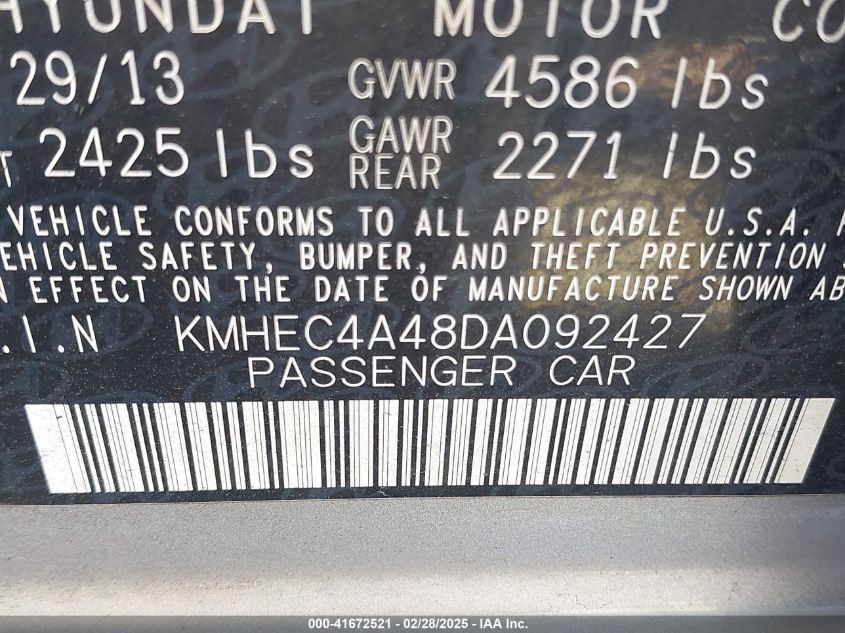 HYUNDAI MOTOR CO
29/13 GVWR 4586 lbs
T 2425 lbs GAWR REAR 2271 lbs
VEHICLE CONFORMS TO ALL APPLICABLE U.S.A.
EHICLE SAFETY, BUMPER, AND THEFT PREVENTION S
N EFFECT ON THE DATE OF MANUFACTURE SHOWN AB
.I.N KMHEC4A48DA092427
PASSENGER CAR
000-41672521 - 02/28/2025 - IAA Inc.